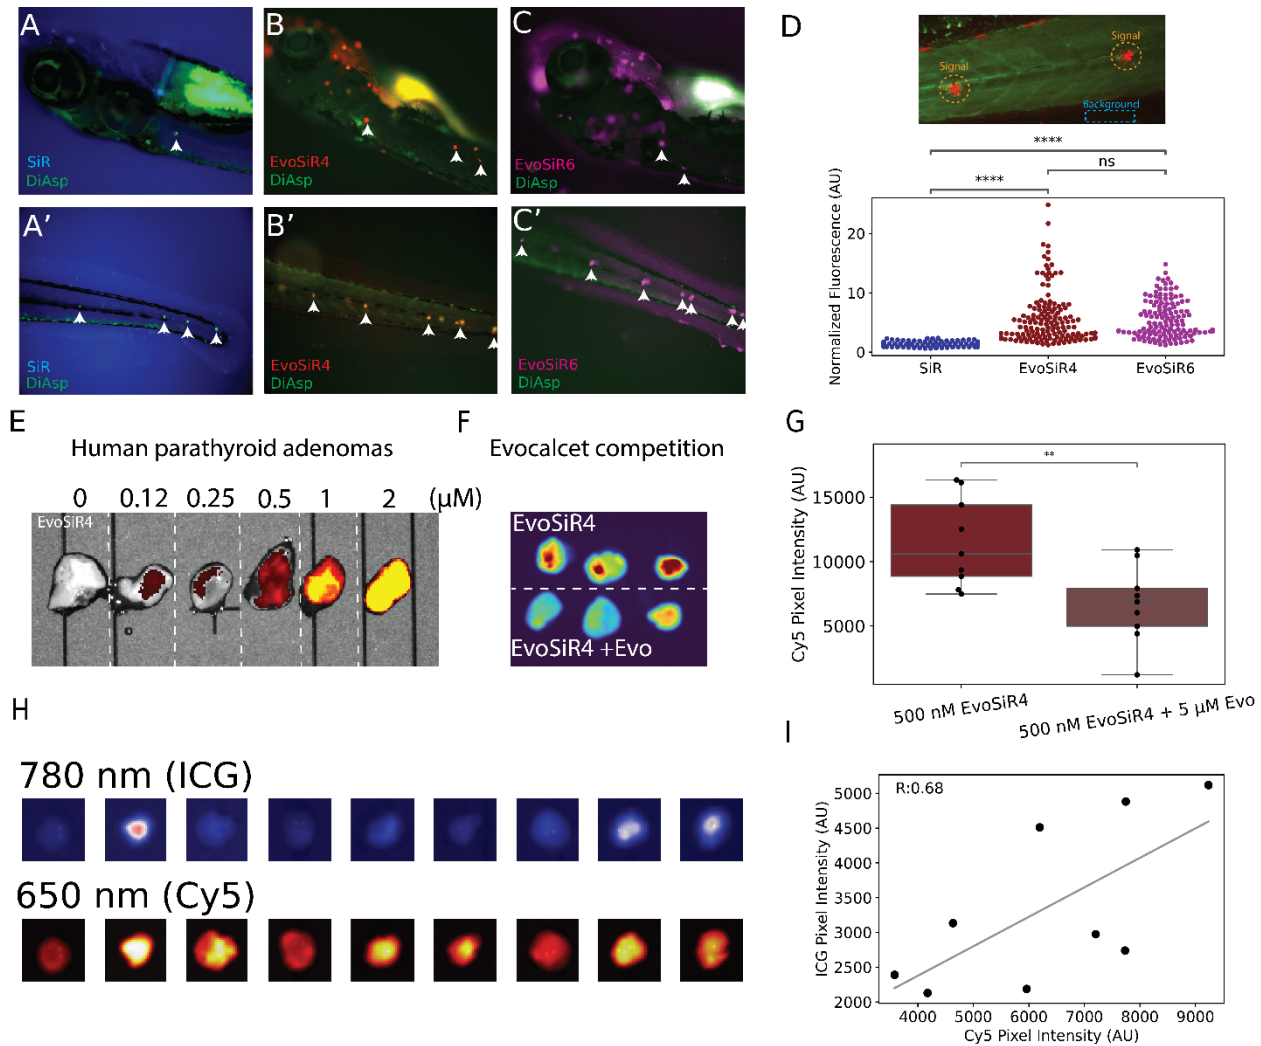 A
SiR
DiAsp
B
EvoSiR4
DiAsp
C
EvoSiR6
DiAsp
D
Signal
Signal
Background
A'
SiR
DiAsp
B'
EvoSiR4
DiAsp
C'
EvoSiR6
DiAsp
****
ns
****
Normalized Fluorescence (AU)
20
10
0
SiR EvoSiR4 EvoSiR6
E
Human parathyroid adenomas
0 0.12 0.25 0.5 1 2 (μM)
EvoSiR4
F
Evocalcet competition
EvoSiR4
EvoSiR4 +Evo
G
**
Cy5 Pixel Intensity (AU)
15000
10000
5000
500 nM EvoSiR4
500 nM EvoSiR4 + 5 μM Evo
H
780 nm (ICG)
650 nm (Cy5)
I
R:0.68
ICG Pixel Intensity (AU)
5000
4500
4000
3500
3000
2500
2000
4000 5000 6000 7000 8000 9000
Cy5 Pixel Intensity (AU)